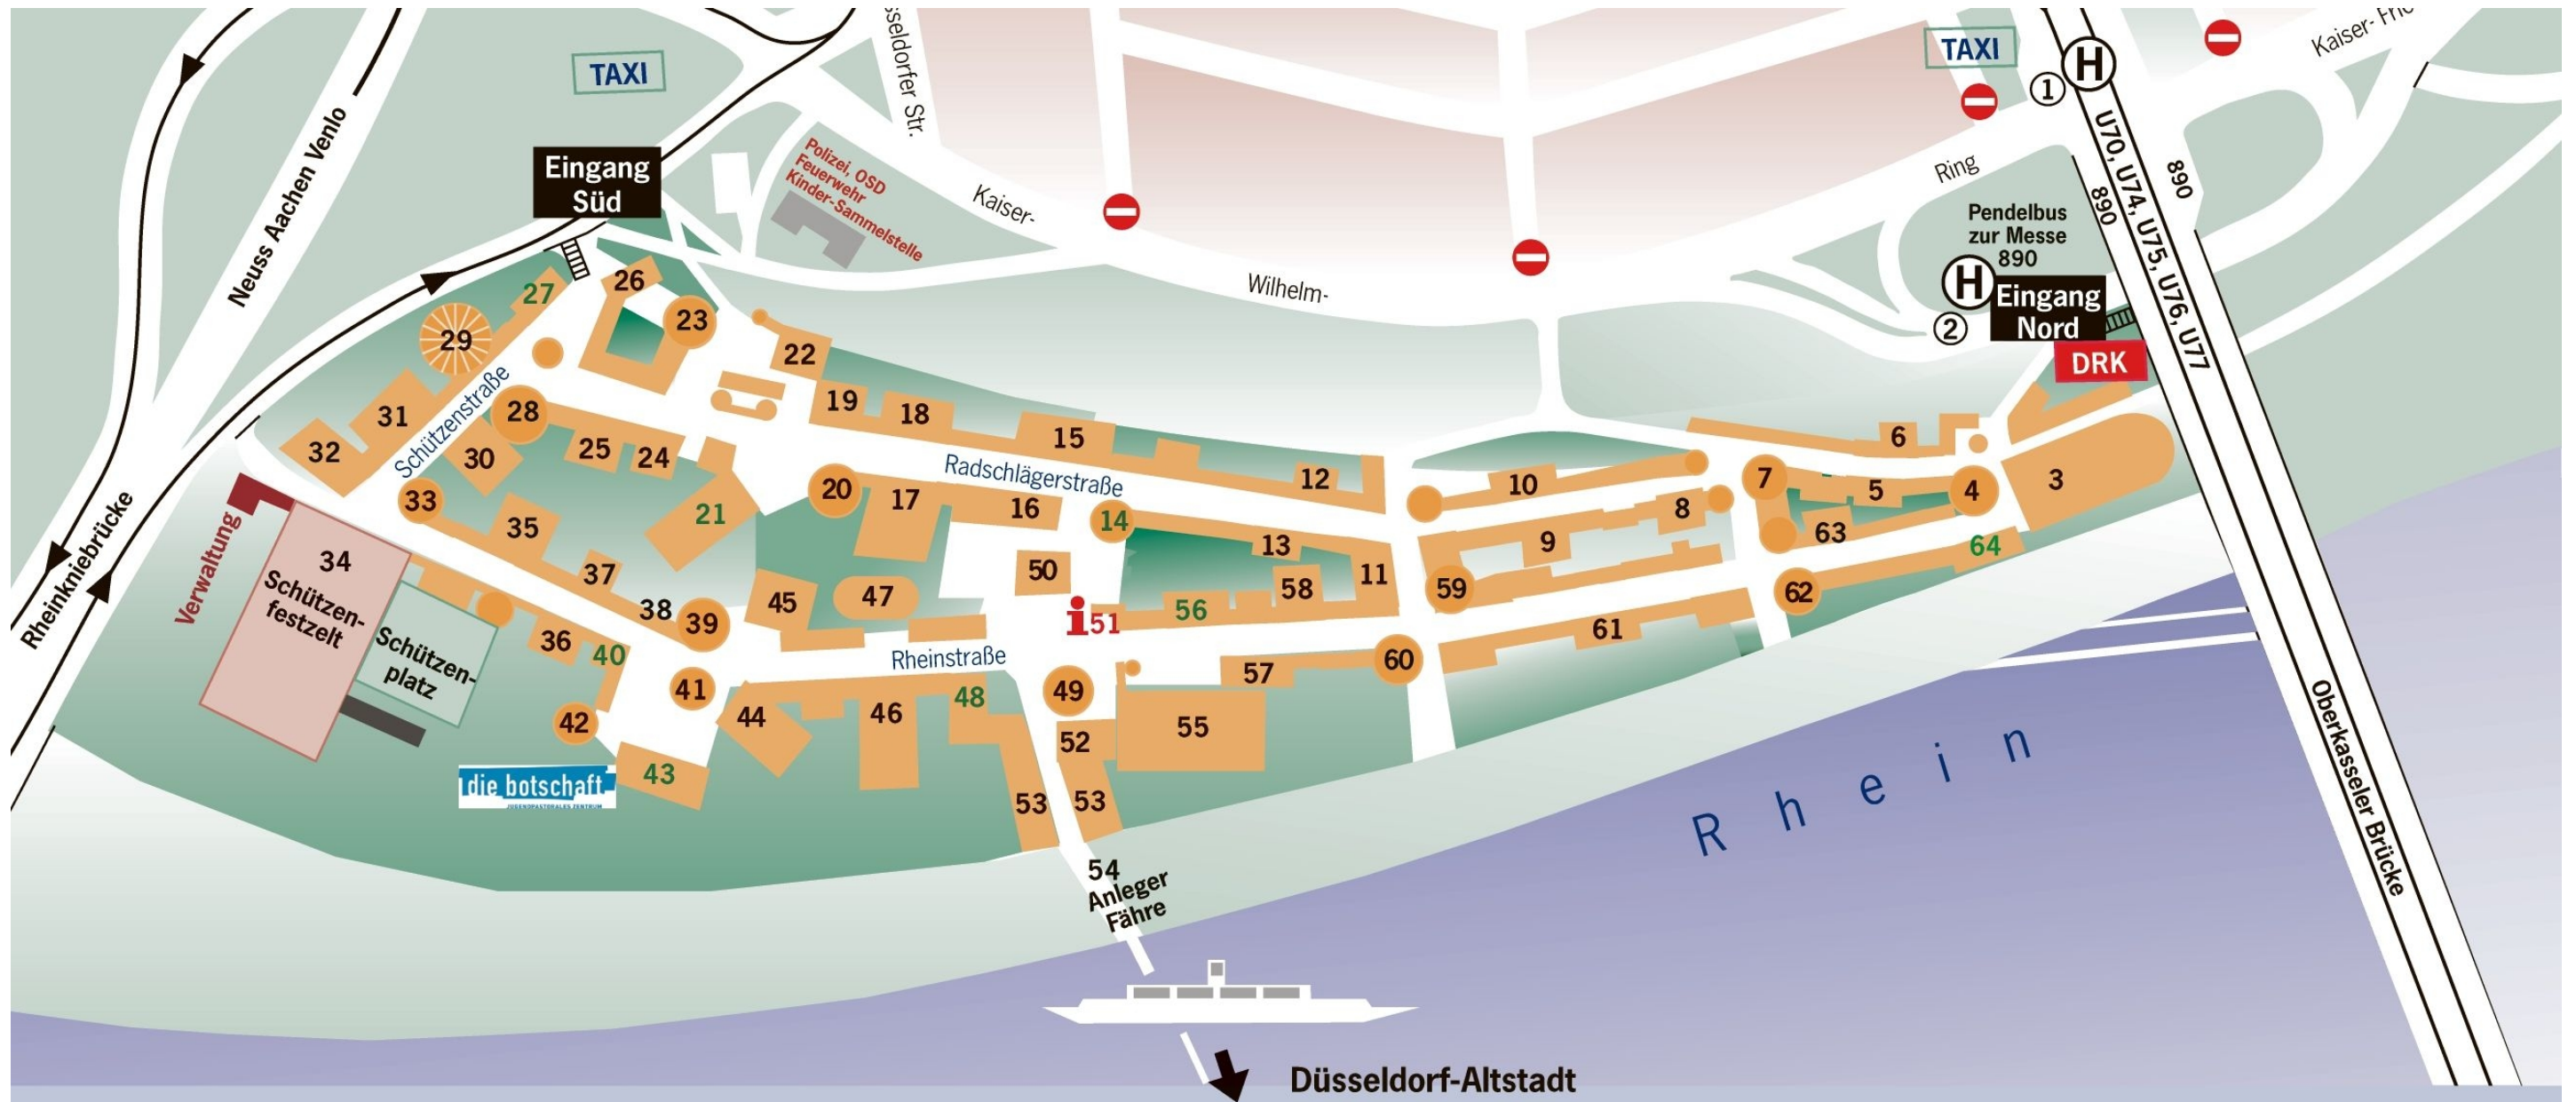 sseldorfer Str.
Kaiser- Frie
TAXI
TAXI
H
1
U70, U74, U75, U76, U77
890
890
Neuss Aachen Venlo
Eingang
Süd
Polizei, OSD
Feuerwehr
Kinder-Sammelstelle
Kaiser-
Wilhelm-
Ring
Pendelbus
zur Messe
890
H
2
Eingang
Nord
DRK
27
26
23
29
22
28
31
32
30
25
24
19
18
15
12
Schützenstraße
Radschlägerstraße
33
35
37
38
39
21
20
17
16
14
13
11
10
9
8
7
6
5
4
3
63
64
62
61
59
60
58
56
57
50
i 51
45
47
Rheinstraße
Rheinkniebrücke
Verwaltung
34
Schützen-
festzelt
Schützen-
platz
36
40
41
42
43
44
46
48
49
52
53
53
55
die botschaft
JUGENDPASTORALES ZENTRUM
54
Anleger
Fähre
Rhein
Oberkasseler Brücke
Düsseldorf-Altstadt